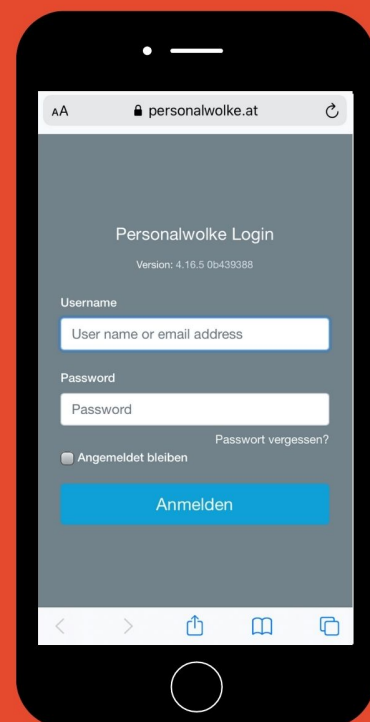 AA personalwolke.at
Personalwolke Login
Version: 4.16.5 0b439388
Username
User name or email address
Password
Password
Passwort vergessen?
Angemeldet bleiben
Anmelden